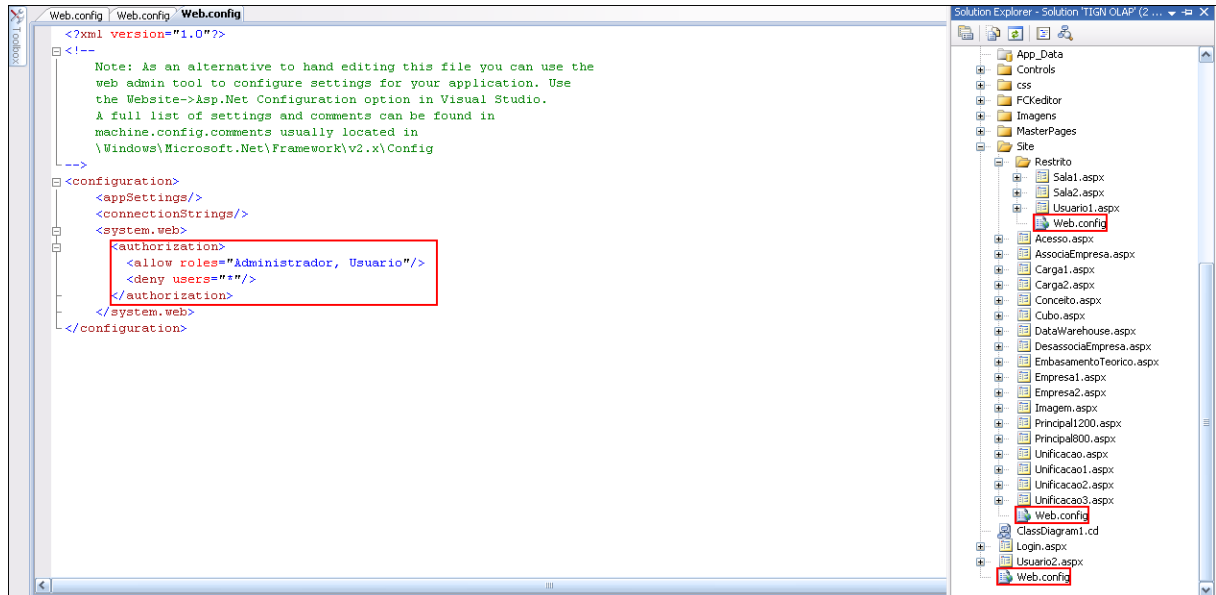 Web.config Web.config Web.config
Toolbox
<?xml version="1.0"?>
<!--
Note: As an alternative to hand editing this file you can use the
web admin tool to configure settings for your application. Use
the Website->Asp.Net Configuration option in Visual Studio.
A full list of settings and comments can be found in
machine.config.comments usually located in
\Windows\Microsoft.Net\Framework\v2.x\Config
-->
<configuration>
<appSettings/>
<connectionStrings/>
<system.web>
<authorization>
<allow roles="Administrador, Usuario"/>
<deny users="*"/>
</authorization>
</system.web>
</configuration>
Solution Explorer - Solution 'TIGN OLAP' (2 ...
App_Data
Controls
css
FCKeditor
Imagens
MasterPages
Site
Restrito
Sala1.aspx
Sala2.aspx
Usuario1.aspx
Web.config
Acesso.aspx
AssociaEmpresa.aspx
Carga1.aspx
Carga2.aspx
Conceito.aspx
Cubo.aspx
DataWarehouse.aspx
DesassociaEmpresa.aspx
EmbasamentoTeorico.aspx
Empresa1.aspx
Empresa2.aspx
Imagem.aspx
Principal1200.aspx
Principal800.aspx
Unificacao.aspx
Unificacao1.aspx
Unificacao2.aspx
Unificacao3.aspx
Web.config
ClassDiagram1.cd
Login.aspx
Usuario2.aspx
Web.config